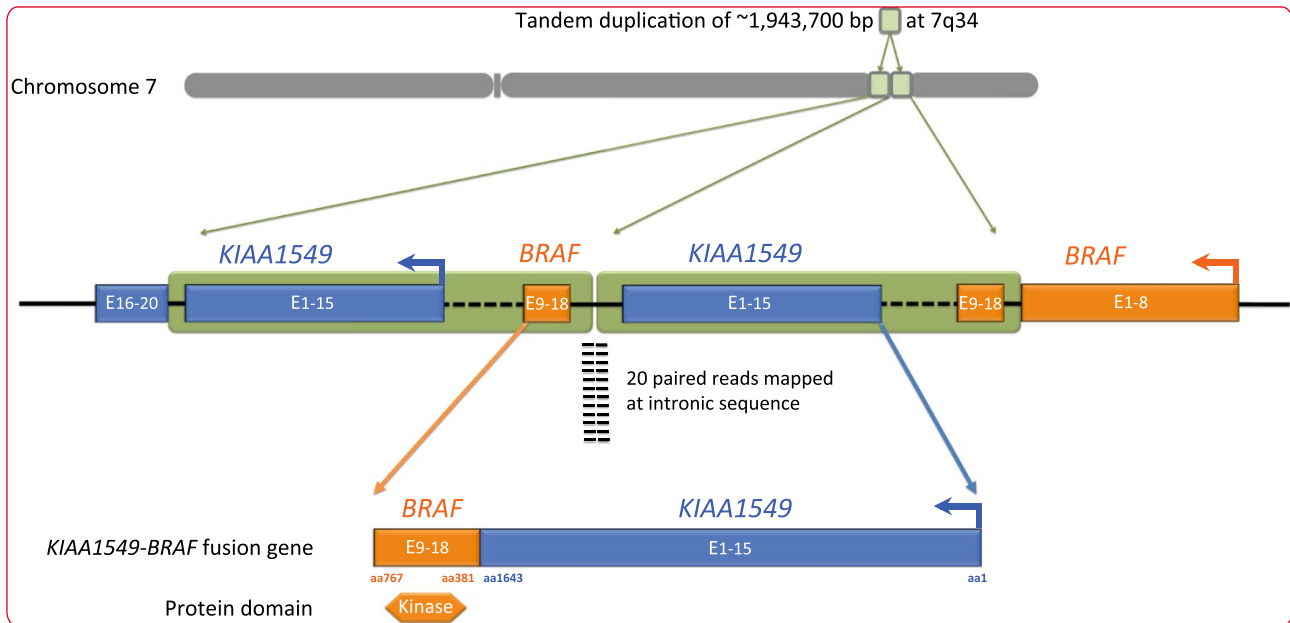 Tandem duplication of ~1,943,700 bp at 7q34
Chromosome 7
KIAA1549 BRAF KIAA1549 BRAF
E16-20 E1-15 E9-18 E1-15 E9-18 E1-8
20 paired reads mapped
at intronic sequence
BRAF KIAA1549
KIAA1549-BRAF fusion gene E9-18 E1-15
aa767 aa381 aa1643 aa1
Protein domain Kinase